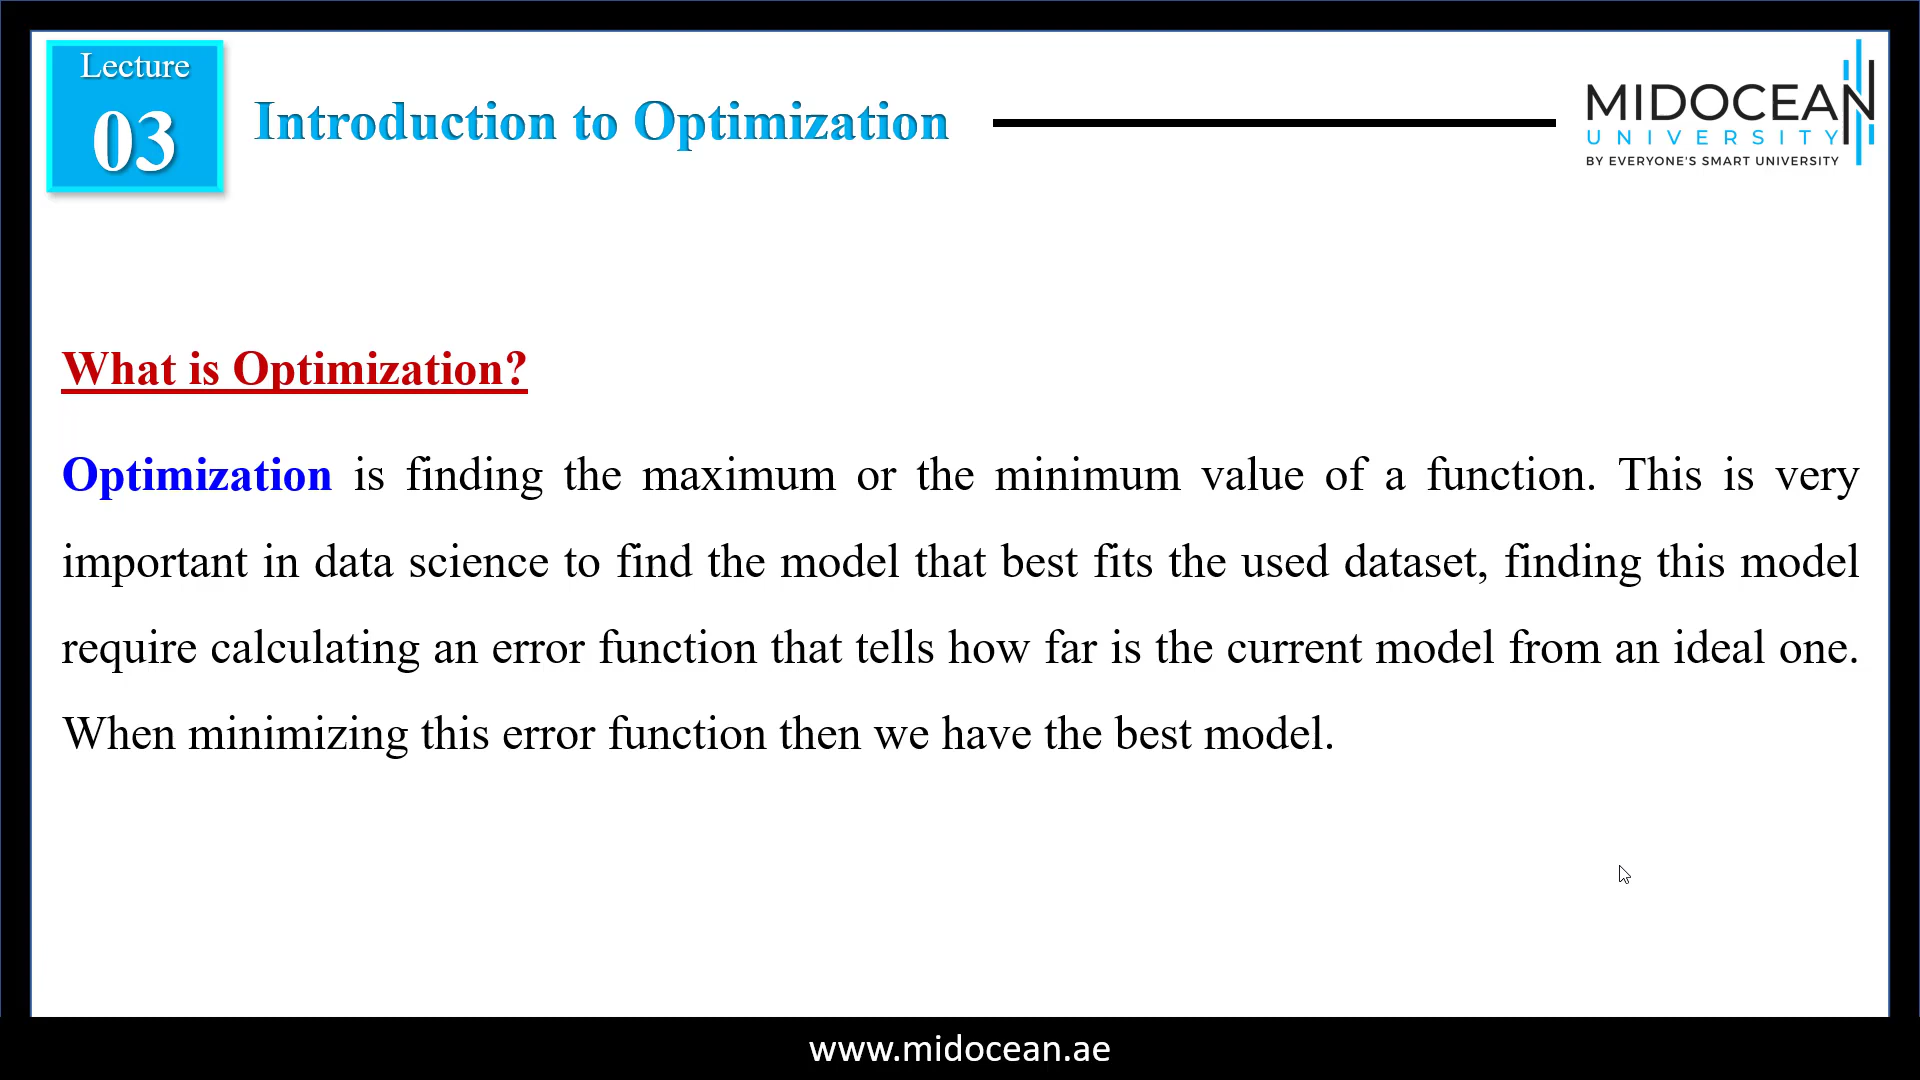 Lecture
03
Introduction to Optimization
MIDOCEAN
UNIVERSITY
BY EVERYONE'S SMART UNIVERSITY
What is Optimization?
Optimization is finding the maximum or the minimum value of a function. This is very
important in data science to find the model that best fits the used dataset, finding this model
require calculating an error function that tells how far is the current model from an ideal one.
When minimizing this error function then we have the best model.
www.midocean.ae